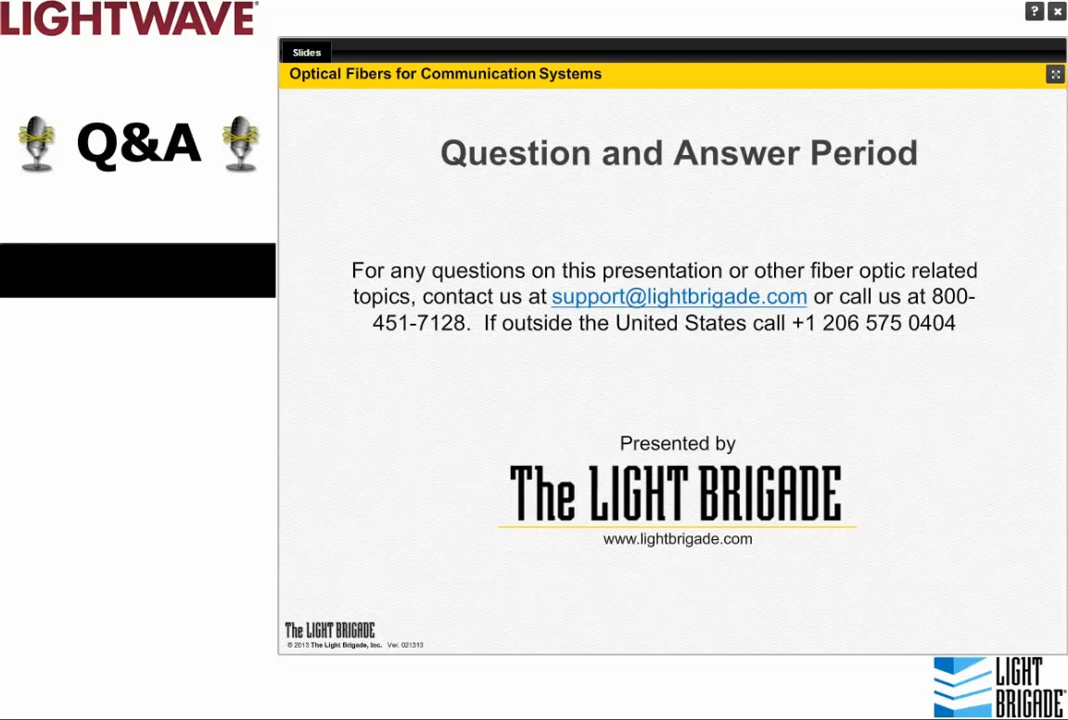 LIGHTWAVE®
? ×
Slides
Optical Fibers for Communication Systems
Q&A
Question and Answer Period
For any questions on this presentation or other fiber optic related
topics, contact us at support@lightbrigade.com or call us at 800-
451-7128. If outside the United States call +1 206 575 0404
Presented by
The LIGHT BRIGADE
www.lightbrigade.com
The LIGHT BRIGADE
© 2013 The Light Brigade, Inc. Ver. 021313
LIGHT
BRIGADE®